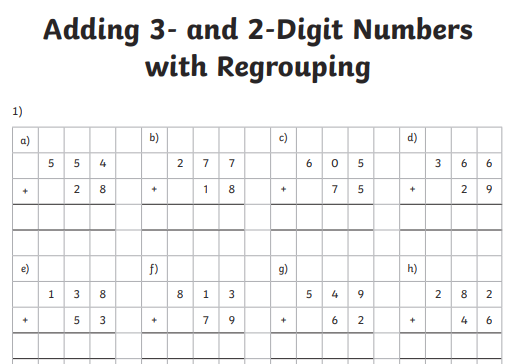 Adding 3- and 2-Digit Numbers
with Regrouping
1)
a) b) c) d)
5 5 4 2 7 7 6 0 5 3 6 6
+ 2 8 + 1 8 + 7 5 + 2 9
e) f) g) h)
1 3 8 8 1 3 5 4 9 2 8 2
+ 5 3 + 7 9 + 6 2 + 4 6